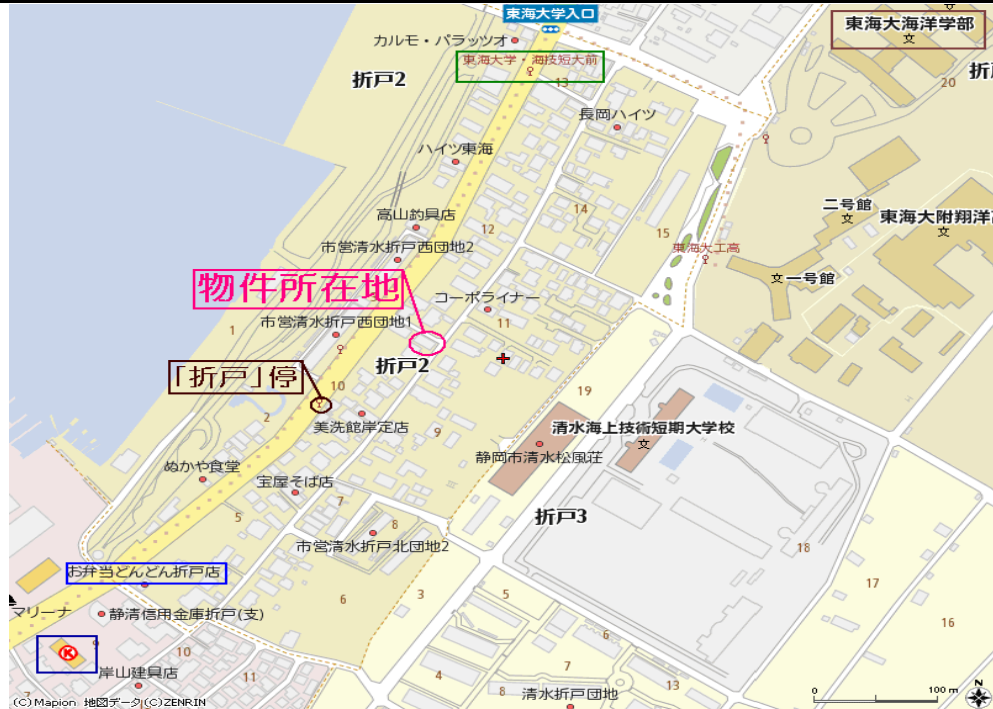 東海大学入口
カルモ・パラッツオ
東海大学・海技短大前
東海大海洋学部
文
折戸2
13
20
長岡ハイツ
ハイツ東海
高山釣具店
14
12
15
二号館
文
東海大附翔洋高
文
市営清水折戸西団地2
東海大工高
文一号館
物件所在地
コーポライナー
市営清水折戸西団地1
11
1
折戸2
19
「折戸」停
10
2
美洗館岸定店
9
清水海上技術短期大学校
文
静岡市清水松風荘
ぬかや食堂
宝屋そば店
7
5
8
折戸3
市営清水折戸北団地2
18
お弁当どんどん折戸店
17
6
3
5
マリーナ
静清信用金庫折戸(支)
16
6
K
10
岸山建具店
11
7
4
8
清水折戸団地
13
7
0
100m
N
(C)Mapion 地図データ(C)ZENRIN